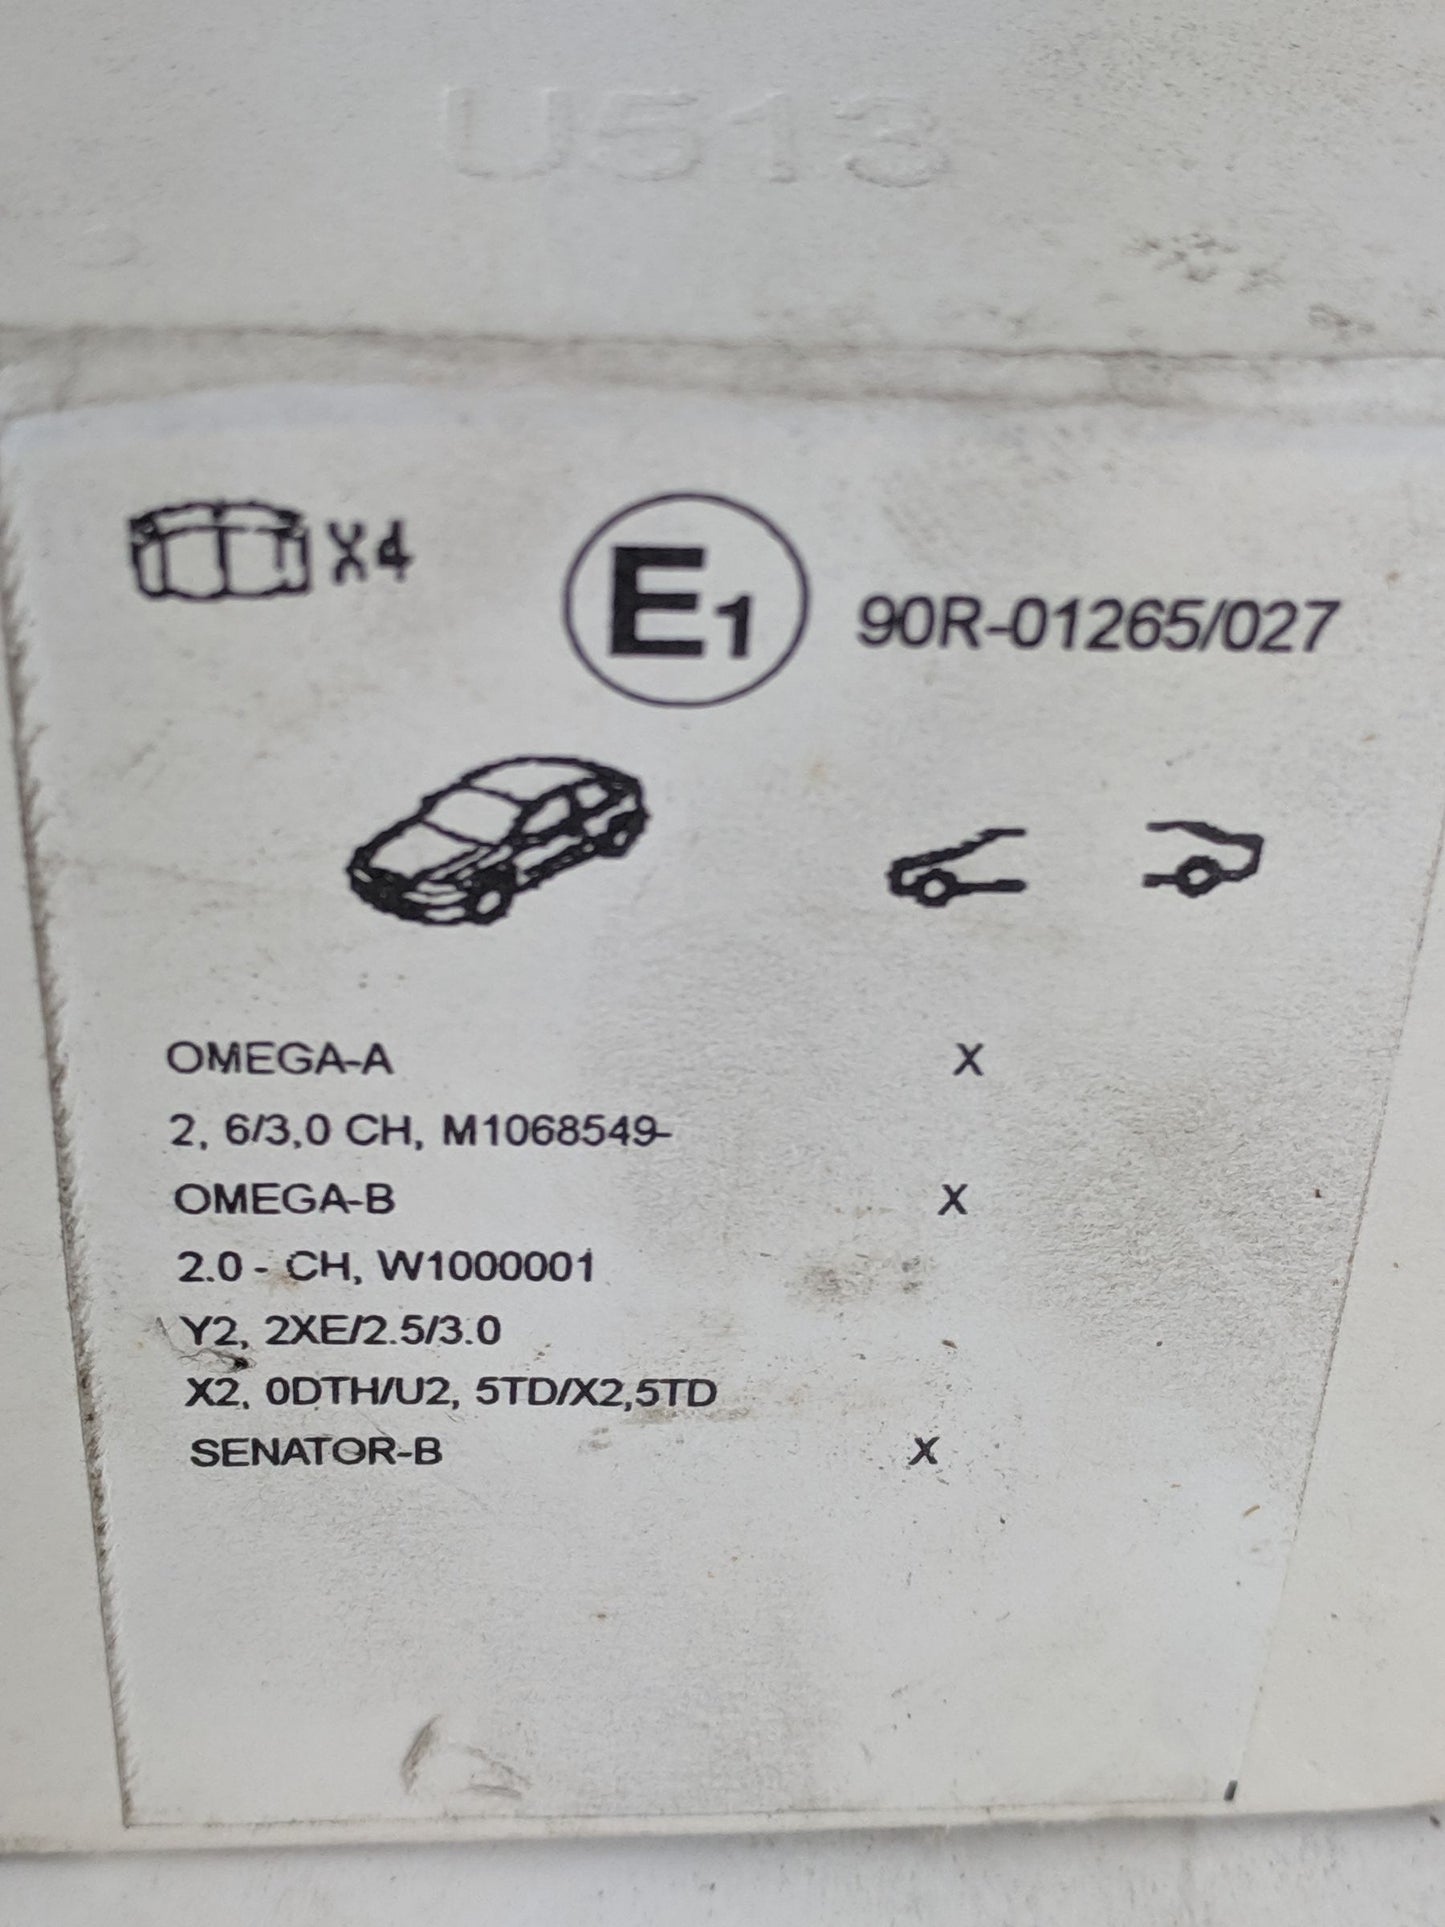 U513
X4
E1 90R-01265/027
OMEGA-A X
2, 6/3,0 CH, M1068549-
OMEGA-B X
2.0 - CH, W1000001
Y2, 2XE/2.5/3.0
X2, 0DTH/U2, 5TD/X2,5TD
SENATOR-B X